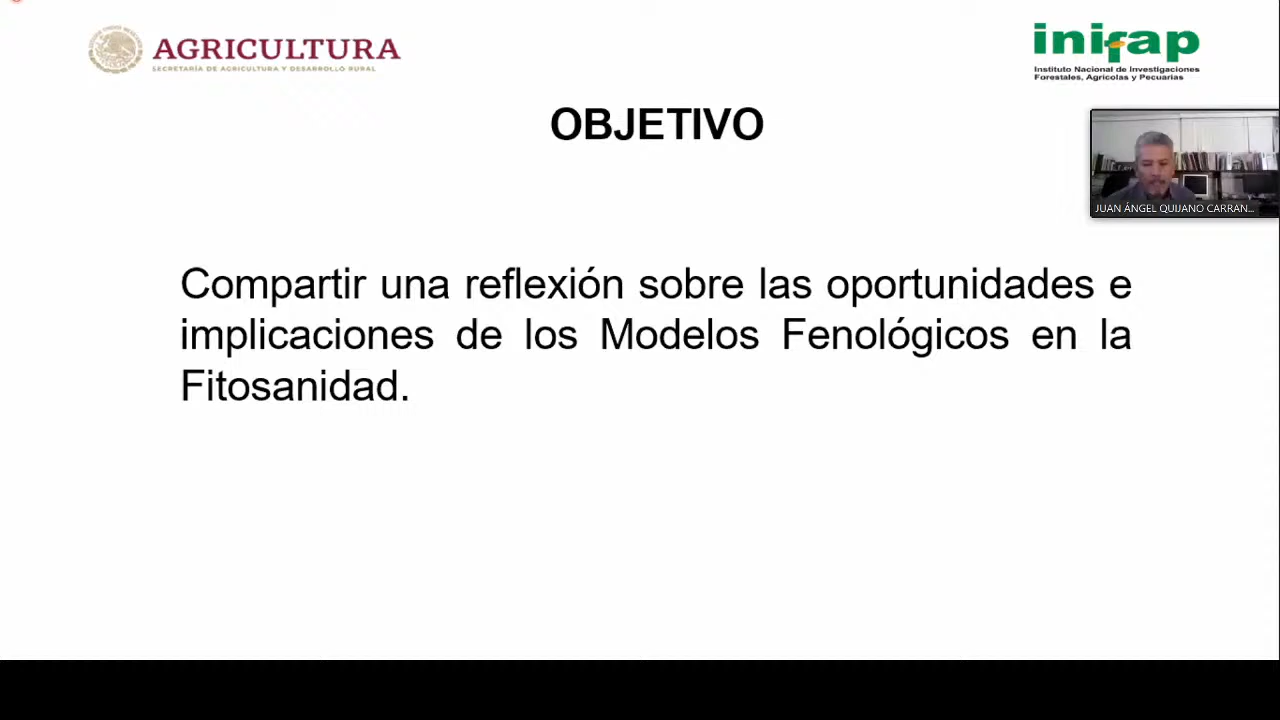 AGRICULTURA
SECRETARÍA DE AGRICULTURA Y DESARROLLO RURAL
inifap
Instituto Nacional de Investigaciones
Forestales, Agrícolas y Pecuarias
OBJETIVO
JUAN ÁNGEL QUIJANO CARRAN...
Compartir una reflexión sobre las oportunidades e
implicaciones de los Modelos Fenológicos en la
Fitosanidad.